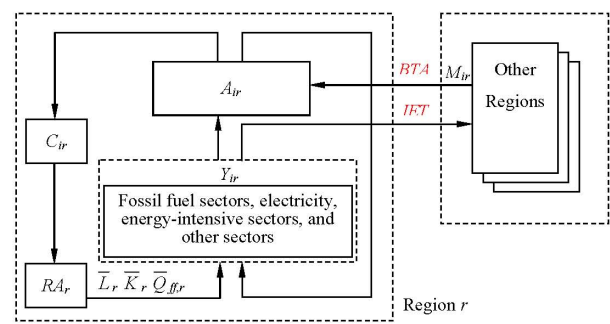 A_ir
BTA
M_ir
Other
Regions
IET
C_ir
Y_ir
Fossil fuel sectors, electricity,
energy-intensive sectors, and
other sectors
RA_r
L̅_r K̅_r Q̅_ff,r
Region r